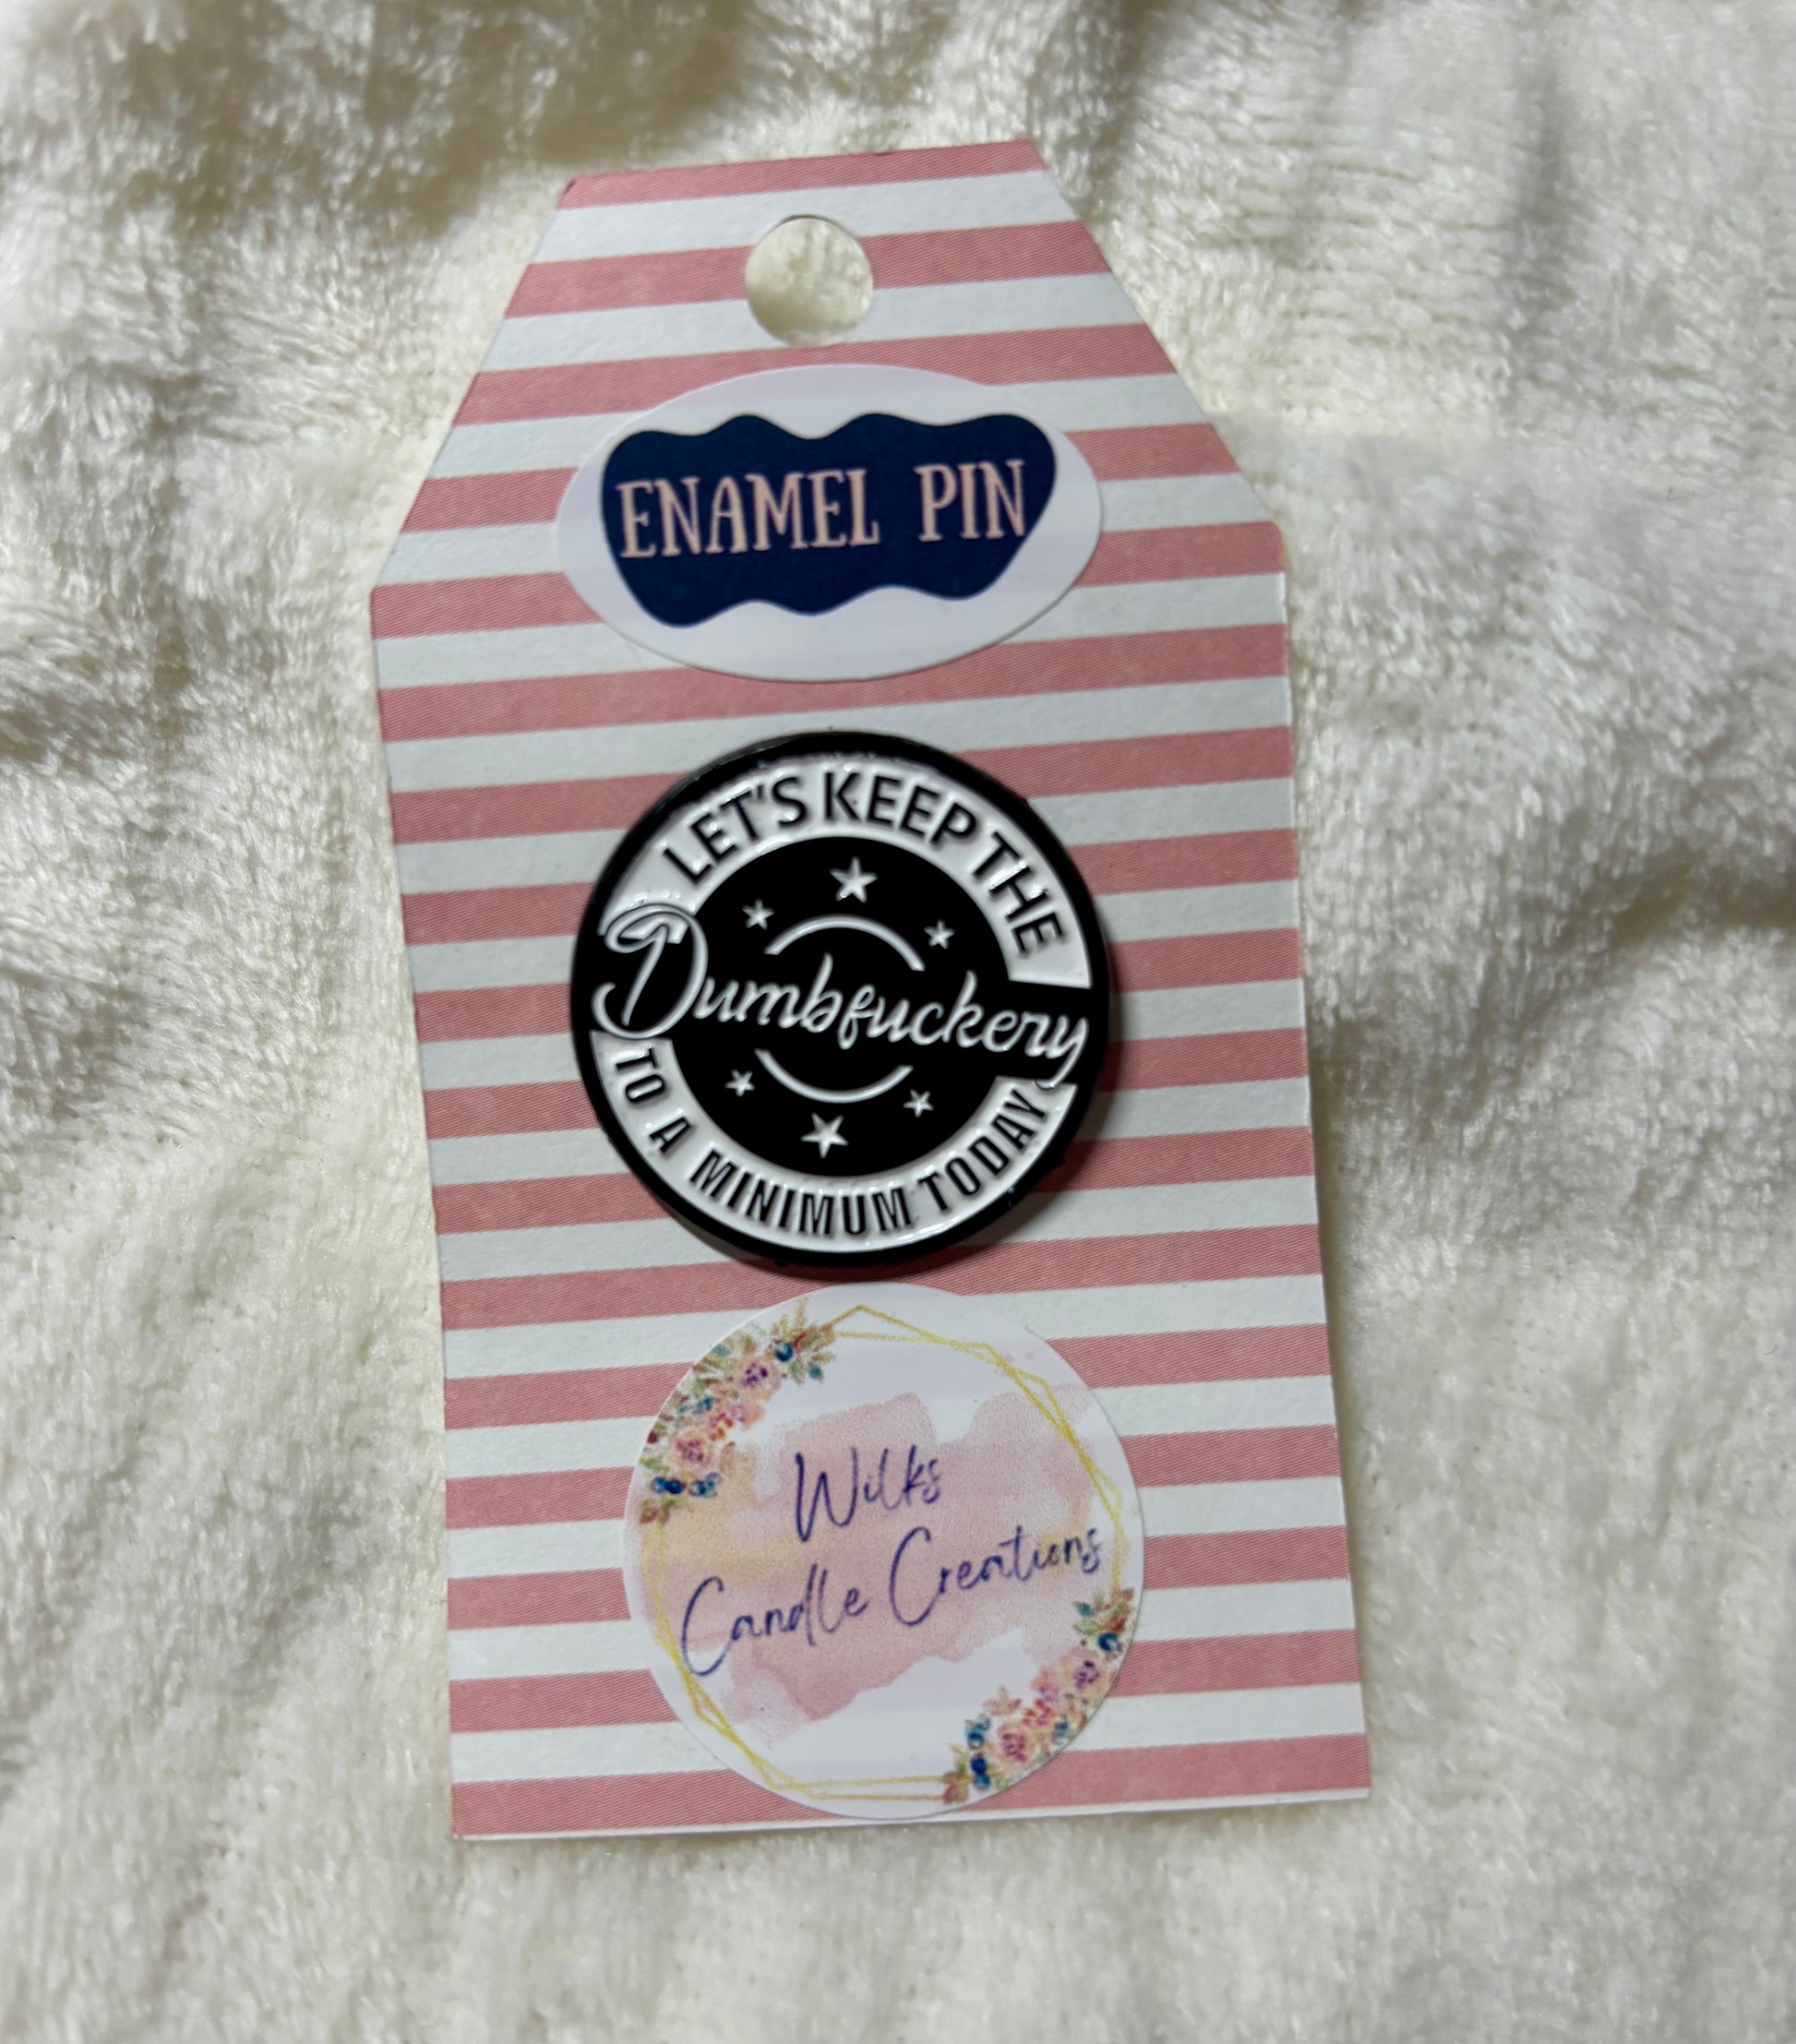 ENAMEL PIN
LET'S KEEP THE
Dumbfuckery
TO A MINIMUM TODAY
Wilks
Candle Creations